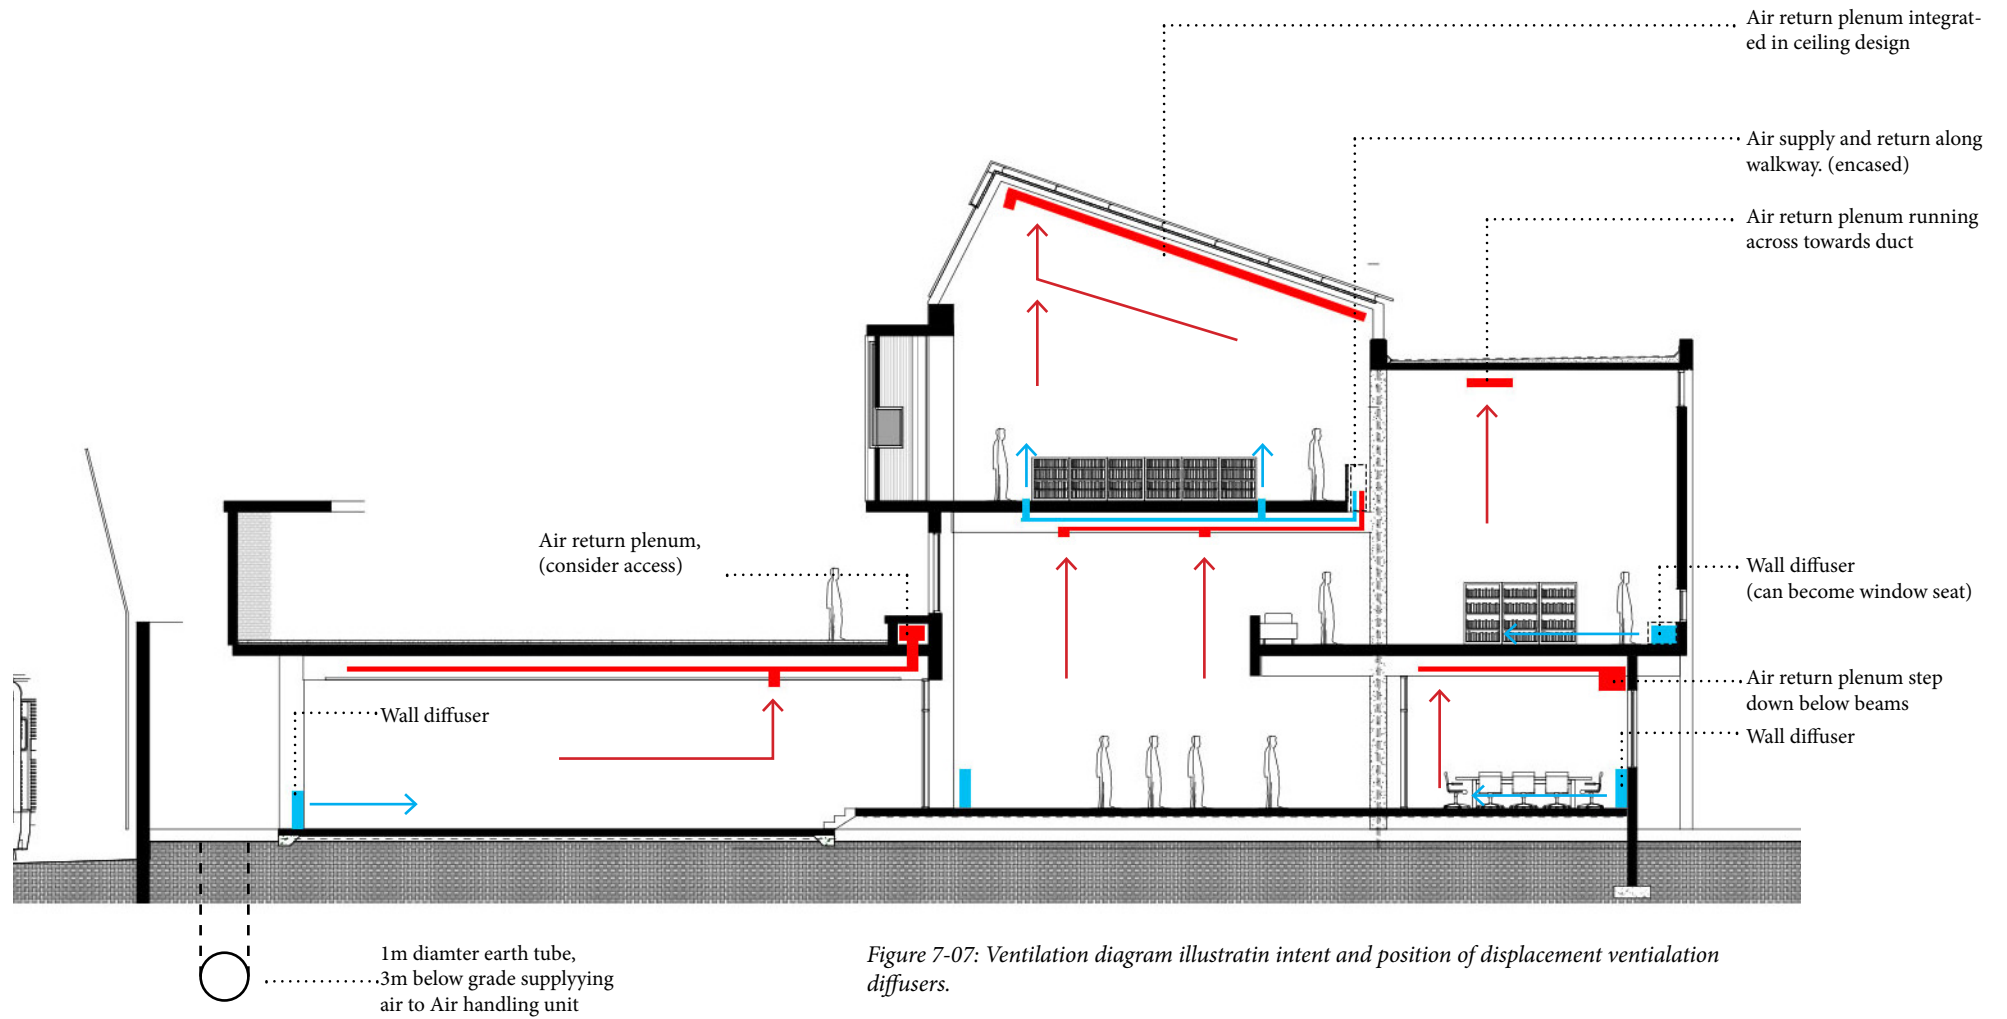 Air return plenum integrat-
ed in ceiling design
Air supply and return along
walkway. (encased)
Air return plenum running
across towards duct
Air return plenum,
(consider access)
Wall diffuser
(can become window seat)
Air return plenum step
down below beams
Wall diffuser
Wall diffuser
1m diamter earth tube,
3m below grade supplyying
air to Air handling unit
Figure 7-07: Ventilation diagram illustratin intent and position of displacement ventialation
diffusers.